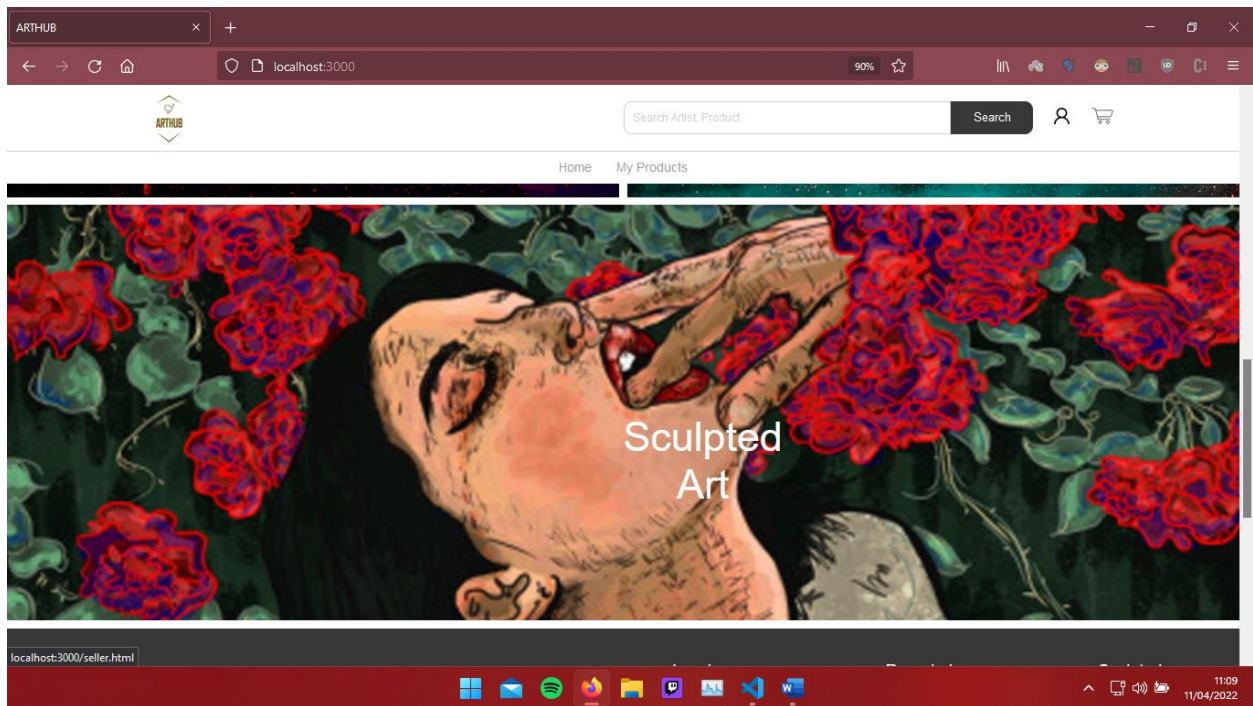 ARTHUB
localhost:3000
90%
ARTHUB
Search Artist, Product
Search
Home
My Products
Sculpted
Art
localhost:3000/seller.html
11:09
11/04/2022